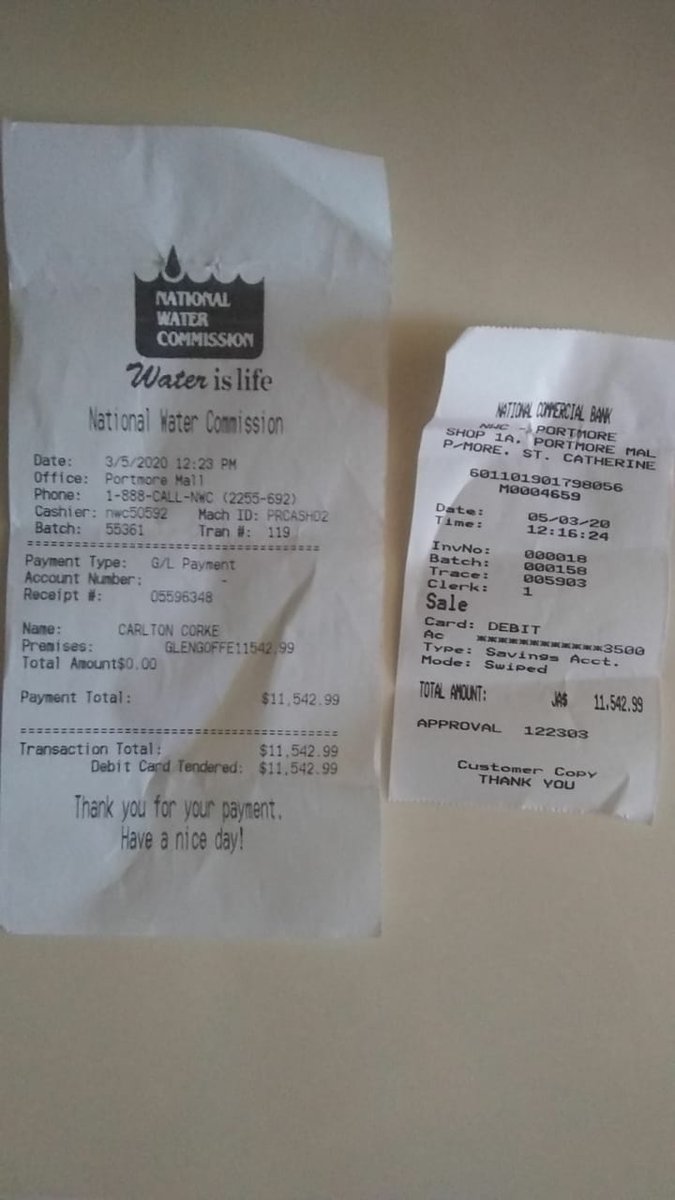 NATIONAL
WATER
COMMISSION
Water is life
National Water Commission
Date: 3/5/2020 12:23 PM
Office: Portmore Mall
Phone: 1-888-CALL-NWC (2255-692)
Cashier: nwc50592 Mach ID: PRCASH02
Batch: 55361 Tran #: 119
====================================
Payment Type: G/L Payment
Account Number: -
Receipt #: 05596348
Name: CARLTON CORKE
Premises: GLENGOFFE11542.99
Total Amount$0.00
Payment Total: $11,542.99
====================================
Transaction Total: $11,542.99
Debit Card Tendered: $11,542.99
Thank you for your payment.
Have a nice day!
NATIONAL COMMERCIAL BANK
NWC - PORTMORE
SHOP 1A, PORTMORE MAL
P/MORE, ST. CATHERINE
601101901798056
M0004659
Date: 05/03/20
Time: 12:16:24
InvNo: 000018
Batch: 000158
Trace: 005903
Clerk: 1
Sale
Card: DEBIT
Ac ************3500
Type: Savings Acct.
Mode: Swiped
TOTAL AMOUNT: JA$ 11,542.99
APPROVAL 122303
Customer Copy
THANK YOU